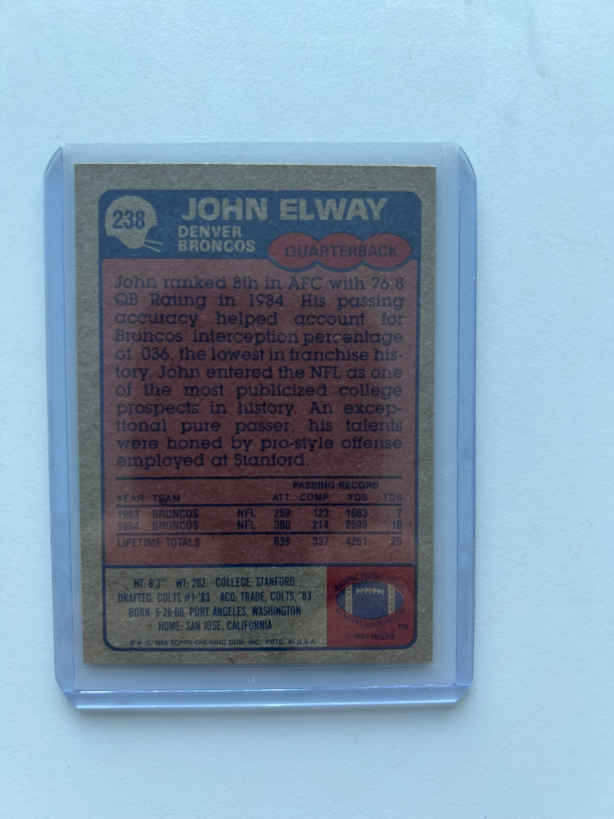 238
JOHN ELWAY
DENVER
BRONCOS
QUARTERBACK
John ranked 8th in AFC with 76.8
QB Rating in 1984. His passing
accuracy helped account for
Broncos' interception percentage
of .036, the lowest in franchise his-
tory. John entered the NFL as one
of the most publicized college
prospects in history. An excep-
tional pure passer, his talents
were honed by pro-style offense
employed at Stanford.
PASSING RECORD
YEAR TEAM ATT. COMP. YDS. TDS
1983 BRONCOS NFL 259 123 1663 7
1984 BRONCOS NFL 380 214 2598 18
LIFETIME TOTALS 639 337 4261 25
HT: 6'3" WT: 202 COLLEGE: STANFORD
DRAFTED: COLTS #1-'83 ACQ: TRADE, COLTS, '83
BORN: 6-28-60, PORT ANGELES, WASHINGTON
HOME: SAN JOSE, CALIFORNIA
TOPPS CHEWING GUM, INC. PRTD. IN U.S.A.